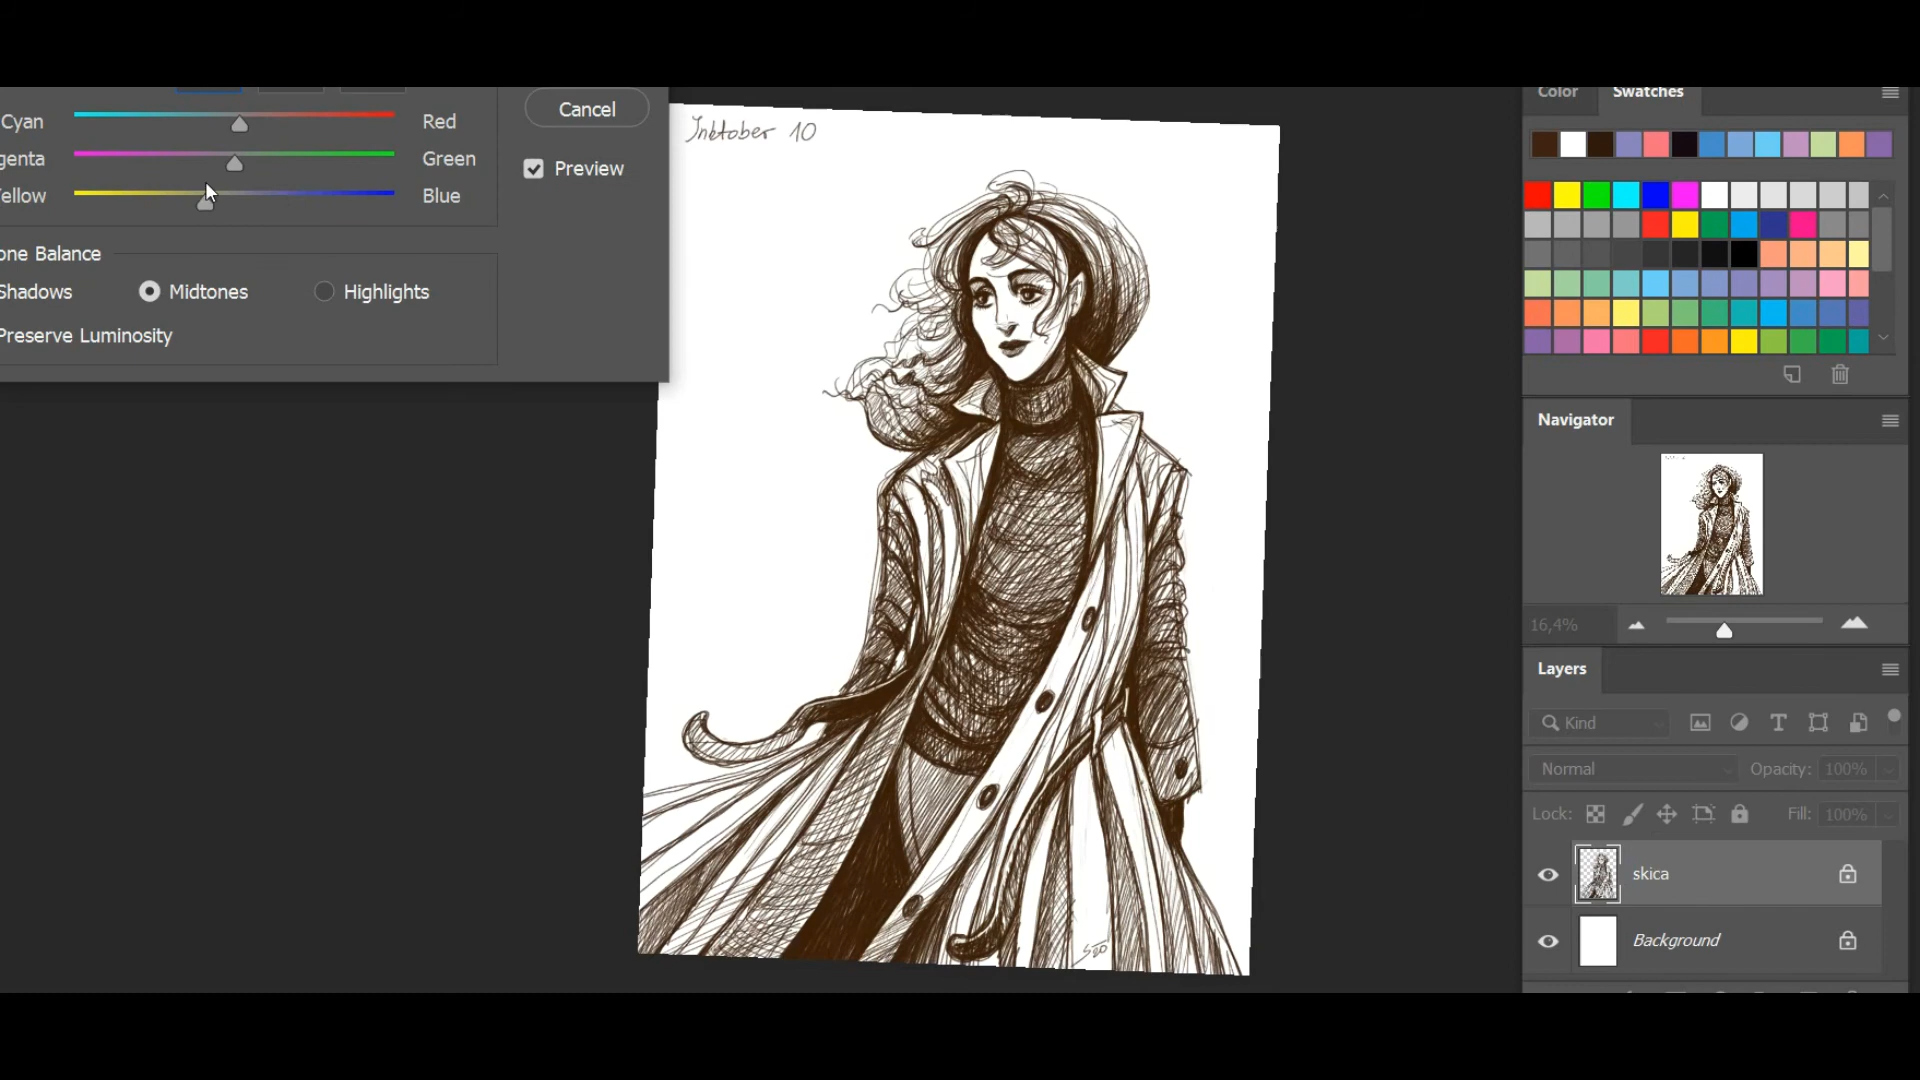 Cyan
Red
Cancel
genta
Green
Preview
ellow
Blue
one Balance
Shadows
Midtones
Highlights
Preserve Luminosity
Inktober 10
Color
Swatches
Navigator
16,4%
Layers
Kind
Normal
Opacity: 100%
Lock:
Fill: 100%
skica
Background